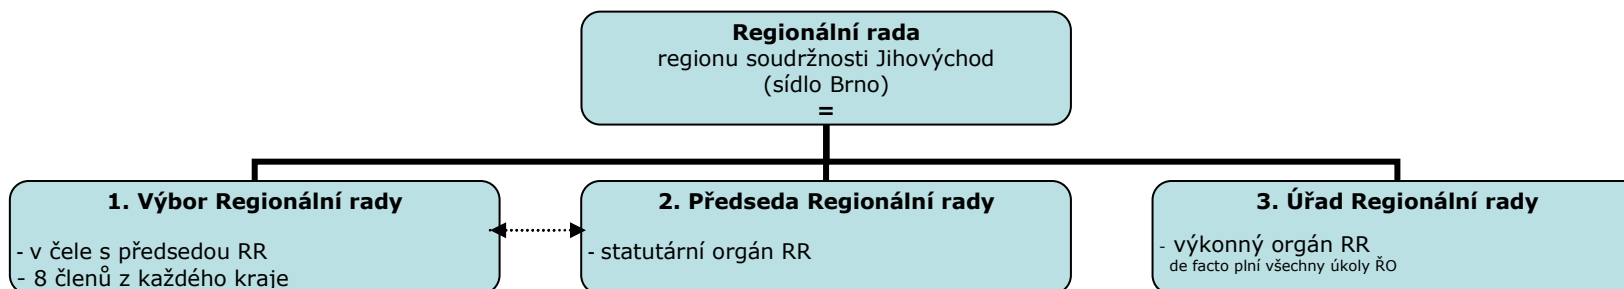 Regionální rada
regionu soudržnosti Jihovýchod
(sídlo Brno)
=
1. Výbor Regionální rady
- v čele s předsedou RR
- 8 členů z každého kraje
2. Předseda Regionální rady
- statutární orgán RR
3. Úřad Regionální rady
- výkonný orgán RR
de facto plní všechny úkoly ŘO